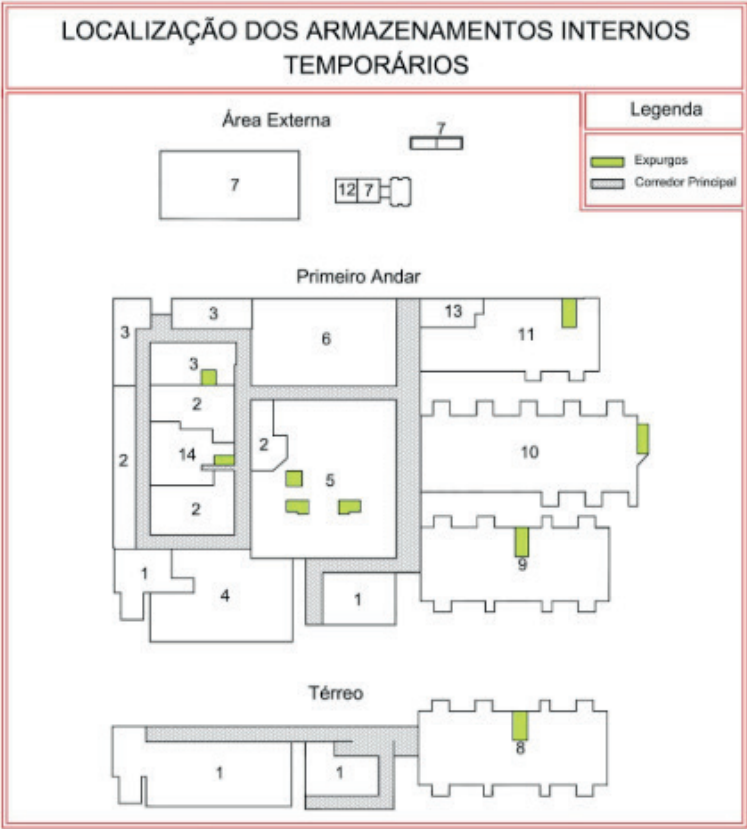 LOCALIZAÇÃO DOS ARMAZENAMENTOS INTERNOS
TEMPORÁRIOS
Legenda
Expurgos
Corredor Principal
Área Externa
7
7
12 7
Primeiro Andar
3
3
13
6
11
3
2
2
2
14
5
10
2
9
1
4
1
Térreo
8
1
1